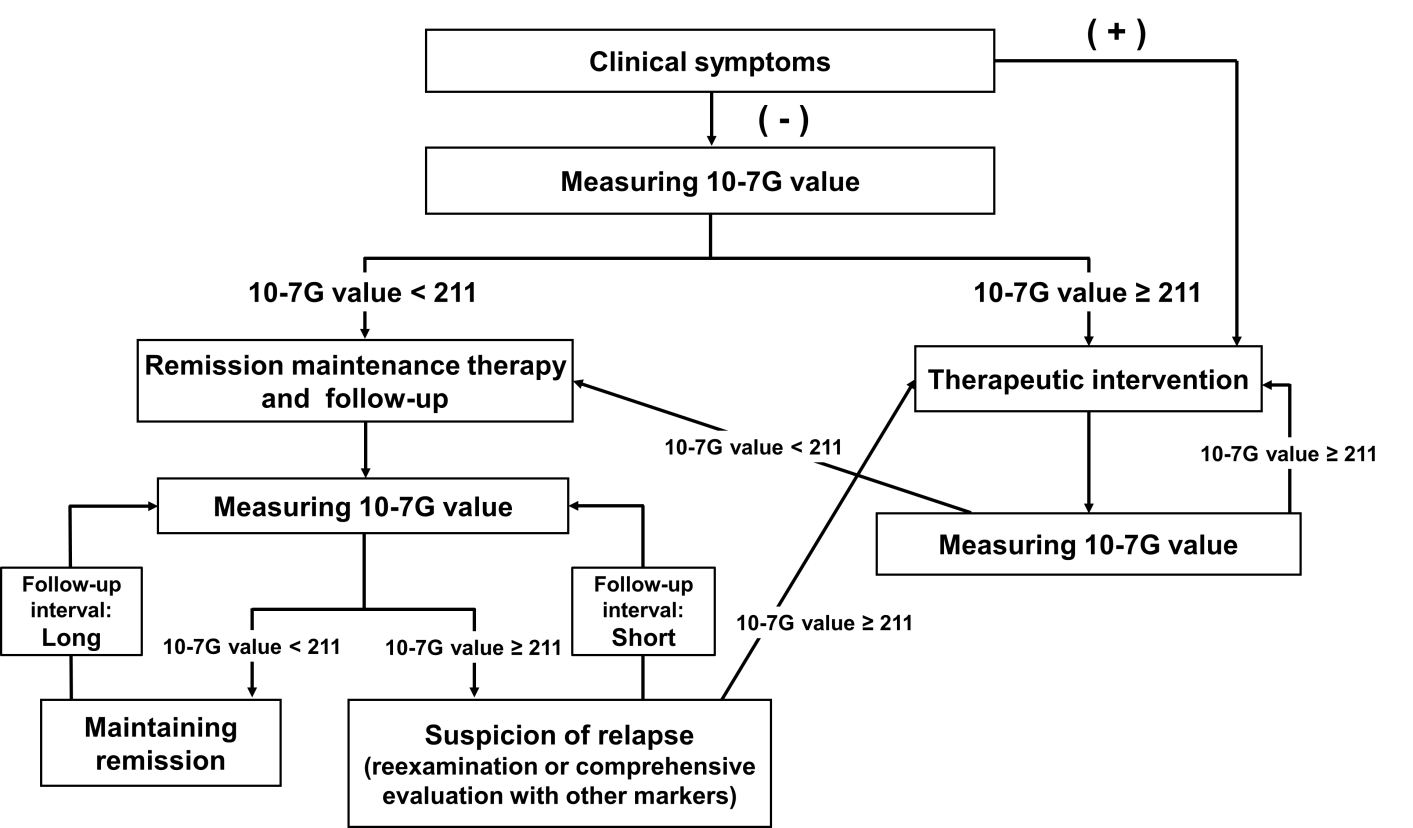 ( + )
Clinical symptoms
( - )
Measuring 10-7G value
10-7G value < 211
10-7G value ≥ 211
Remission maintenance therapy
and follow-up
Therapeutic intervention
10-7G value < 211
10-7G value ≥ 211
Measuring 10-7G value
Measuring 10-7G value
Follow-up
interval:
Long
Follow-up
interval:
Short
10-7G value < 211
10-7G value ≥ 211
10-7G value ≥ 211
Maintaining
remission
Suspicion of relapse
(reexamination or comprehensive
evaluation with other markers)